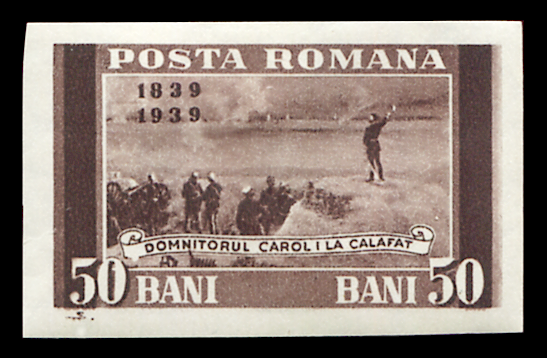 POSTA ROMANA
1839
1939
DOMNITORUL CAROL I LA CALAFAT
50 BANI BANI 50